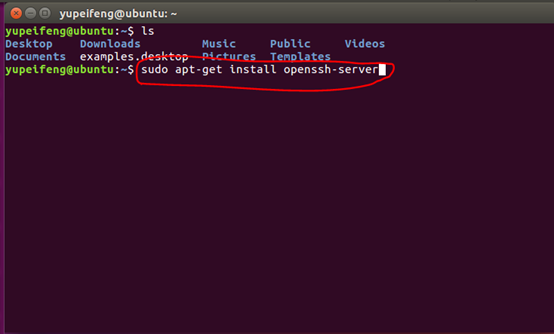 yupeifeng@ubuntu: ~
yupeifeng@ubuntu:~$ ls
Desktop Downloads Music Public Videos
Documents examples.desktop Pictures Templates
yupeifeng@ubuntu:~$ sudo apt-get install openssh-server